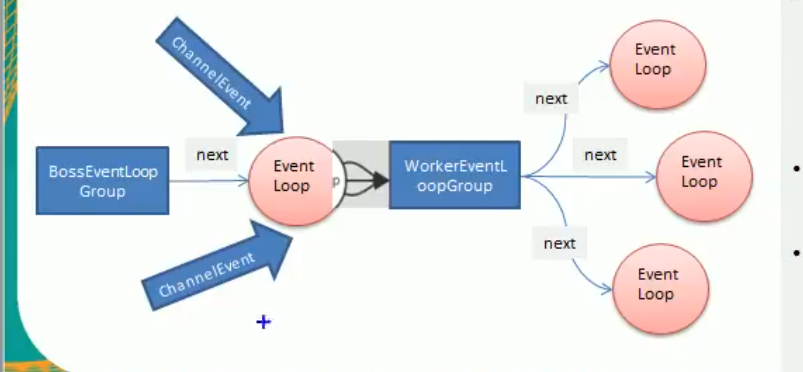 ChannelEvent
BossEventLoop
Group
next
Event
Loop
p
ChannelEvent
WorkerEventL
oopGroup
next
Event
Loop
next
Event
Loop
next
Event
Loop